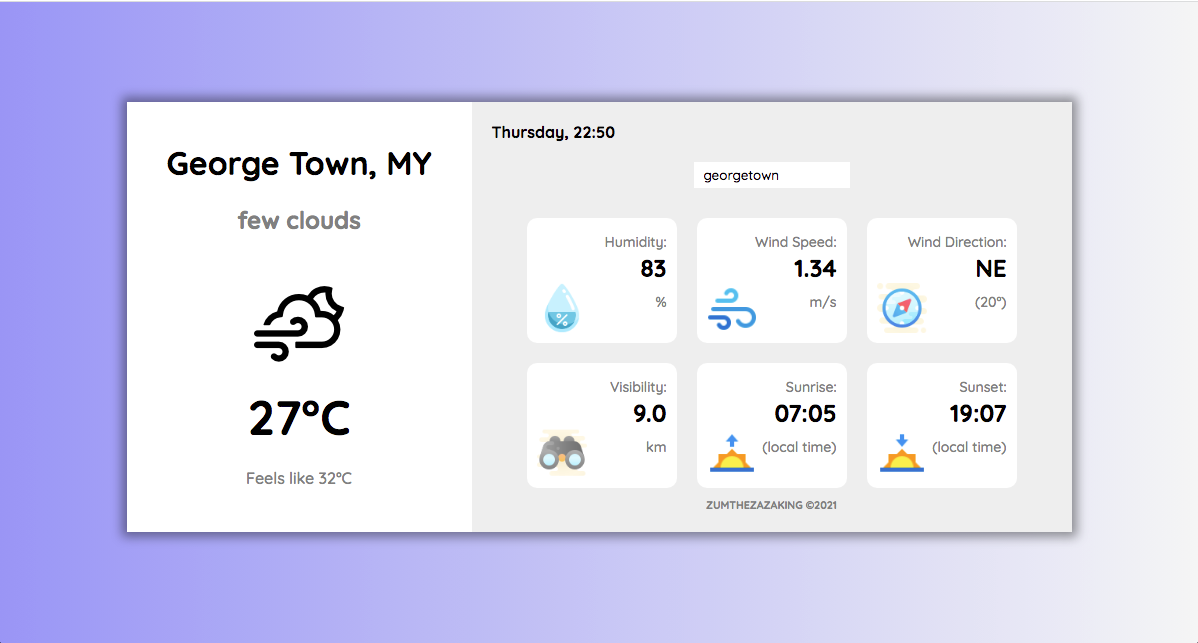 George Town, MY
few clouds
27°C
Feels like 32°C
Thursday, 22:50
georgetown
Humidity:
83
%
%
Wind Speed:
1.34
m/s
Wind Direction:
NE
(20°)
Visibility:
9.0
km
Sunrise:
07:05
(local time)
Sunset:
19:07
(local time)
ZUMTHEZAZAKING ©2021